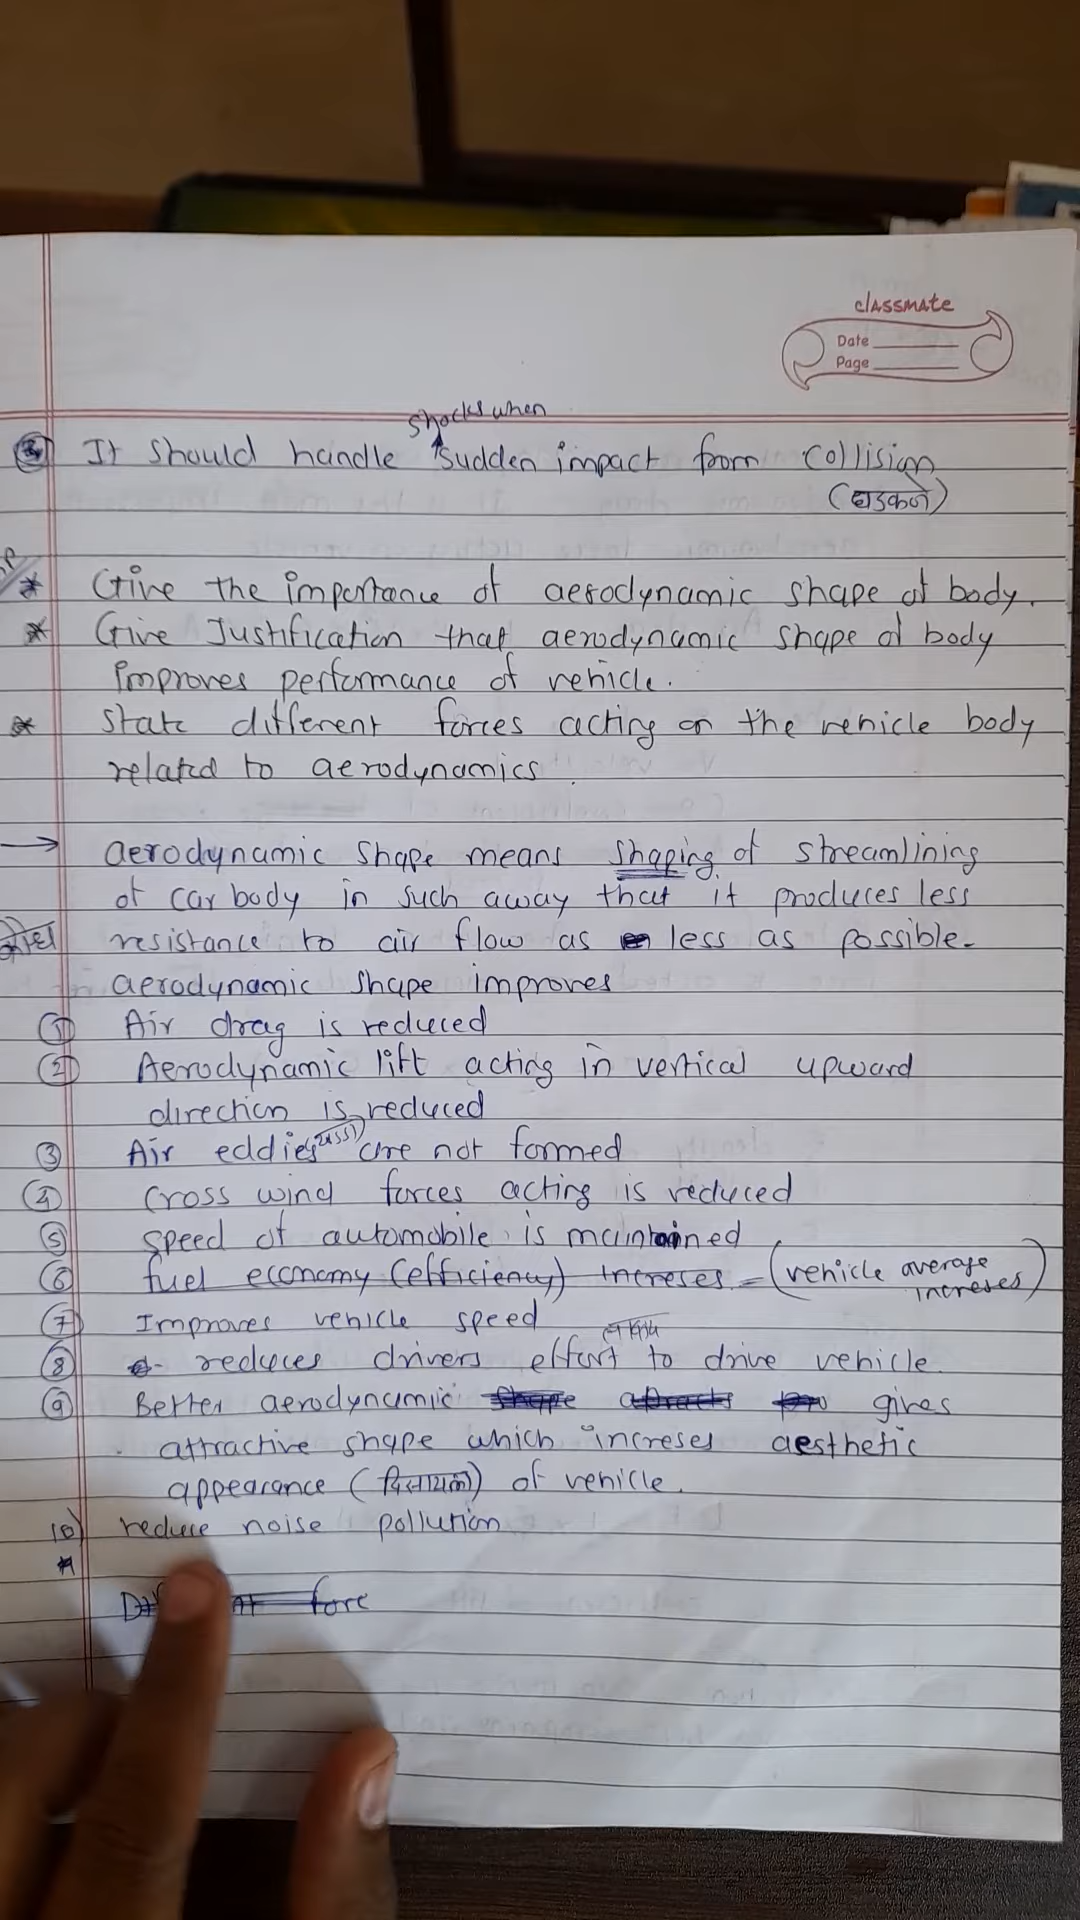 classmate
Date
Page
shocks when
It should handle sudden impact from collision
(धडकने)
* Give the importance of aerodynamic shape of body.
* Give Justification that aerodynamic shape of body
improves performance of vehicle.
* State different forces acting on the vehicle body
related to aerodynamics.
→ aerodynamic shape means shaping of streamlining
of car body in such away that it produces less
resistance to air flow as less as possible.
aerodynamic shape improves
① Air drag is reduced
② Aerodynamic lift acting in vertical upward
direction is reduced
③ Air eddies are not formed
④ Cross wind forces acting is reduced
⑤ speed of automobile is maintained
⑥ fuel economy (efficiency) increses = (vehicle average
increses)
⑦ Improves vehicle speed
⑧ reduces drivers effort to drive vehicle
⑨ Better aerodynamic gives
attractive shape which increses aesthetic
appearance ( ) of vehicle.
10) reduce noise pollution
*
fore